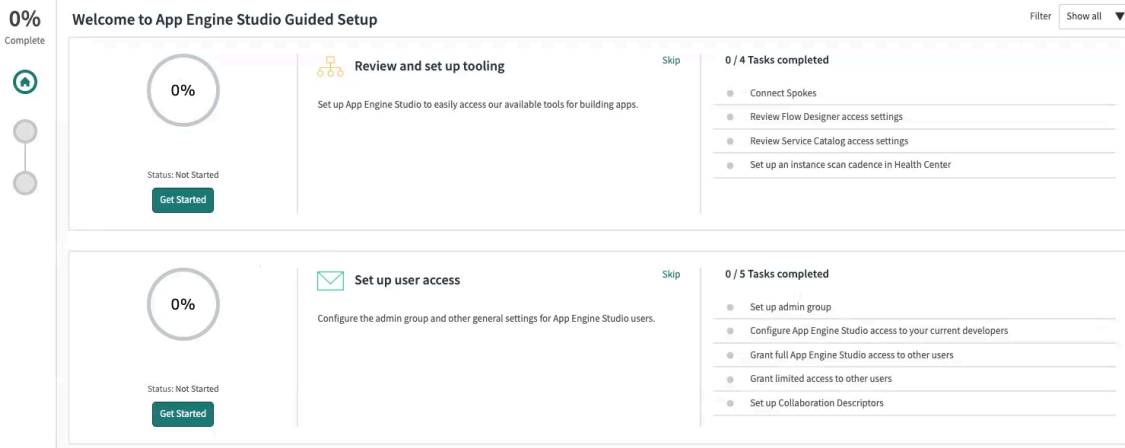 0%
Complete
Welcome to App Engine Studio Guided Setup
Filter
Show all
0%
Status: Not Started
Get Started
Review and set up tooling
Skip
Set up App Engine Studio to easily access our available tools for building apps.
0 / 4 Tasks completed
Connect Spokes
Review Flow Designer access settings
Review Service Catalog access settings
Set up an instance scan cadence in Health Center
0%
Status: Not Started
Get Started
Set up user access
Skip
Configure the admin group and other general settings for App Engine Studio users.
0 / 5 Tasks completed
Set up admin group
Configure App Engine Studio access to your current developers
Grant full App Engine Studio access to other users
Grant limited access to other users
Set up Collaboration Descriptors